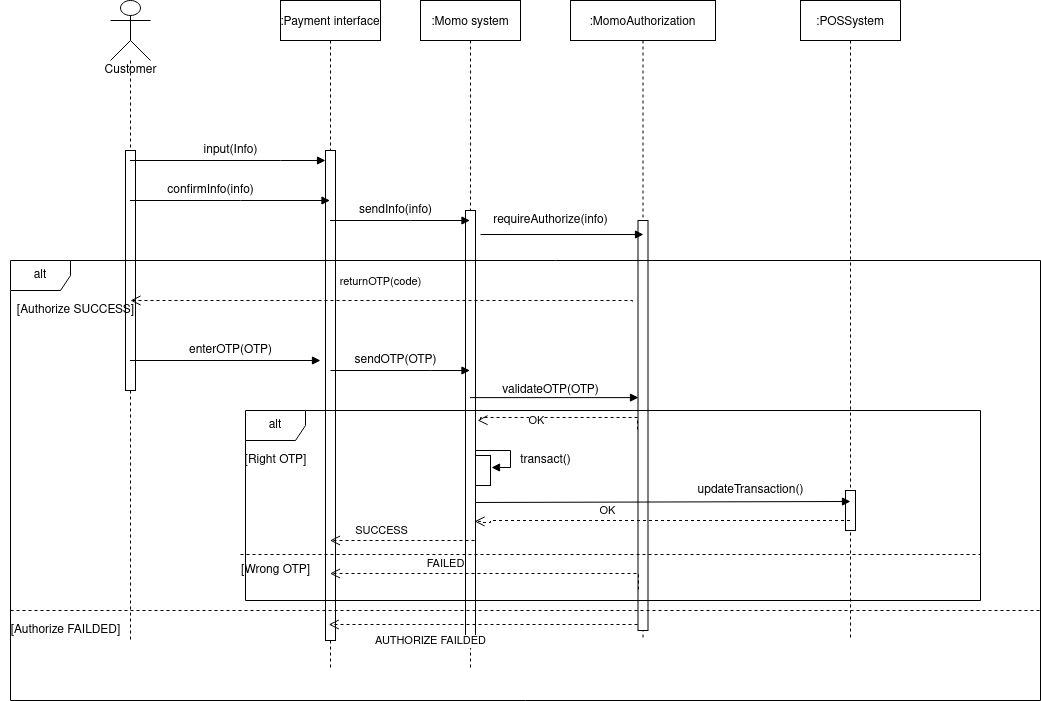 :Payment interface
:Momo system
:MomoAuthorization
:POSSystem
Customer
input(Info)
confirmInfo(info)
sendInfo(info)
requireAuthorize(info)
alt
returnOTP(code)
[Authorize SUCCESS]
enterOTP(OTP)
sendOTP(OTP)
validateOTP(OTP)
alt
OK
[Right OTP]
transact()
updateTransaction()
OK
SUCCESS
[Wrong OTP]
FAILED
[Authorize FAILDED]
AUTHORIZE FAILDED